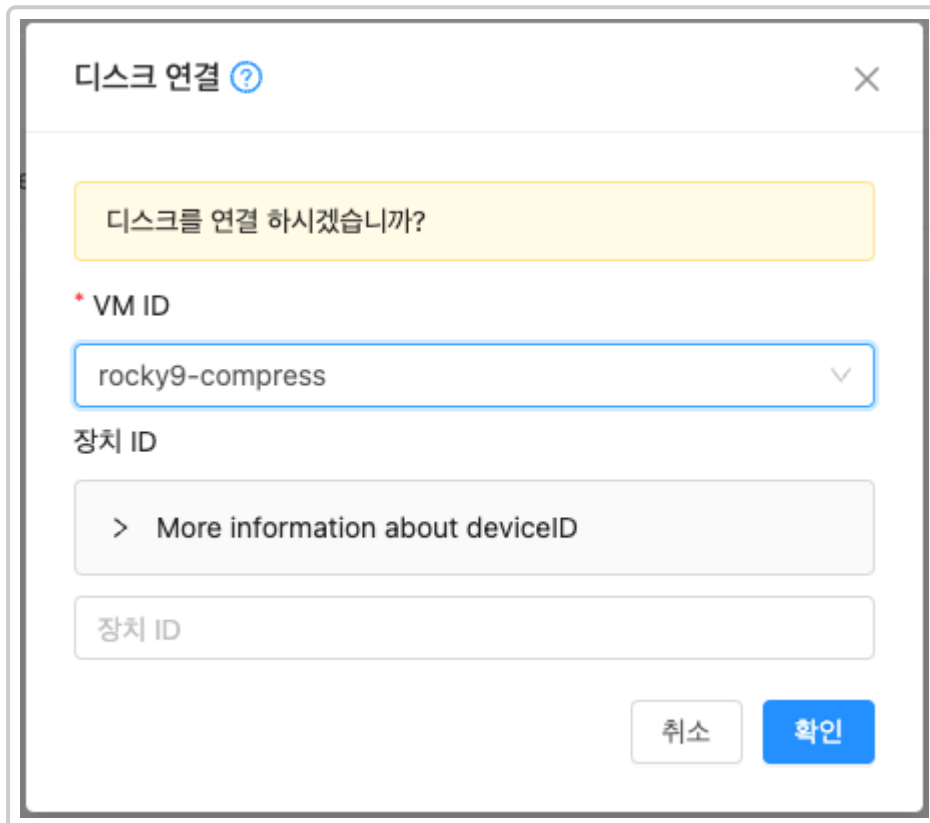 디스크 연결 ?
디스크를 연결 하시겠습니까?
* VM ID
rocky9-compress
장치 ID
> More information about deviceID
장치 ID
취소 확인